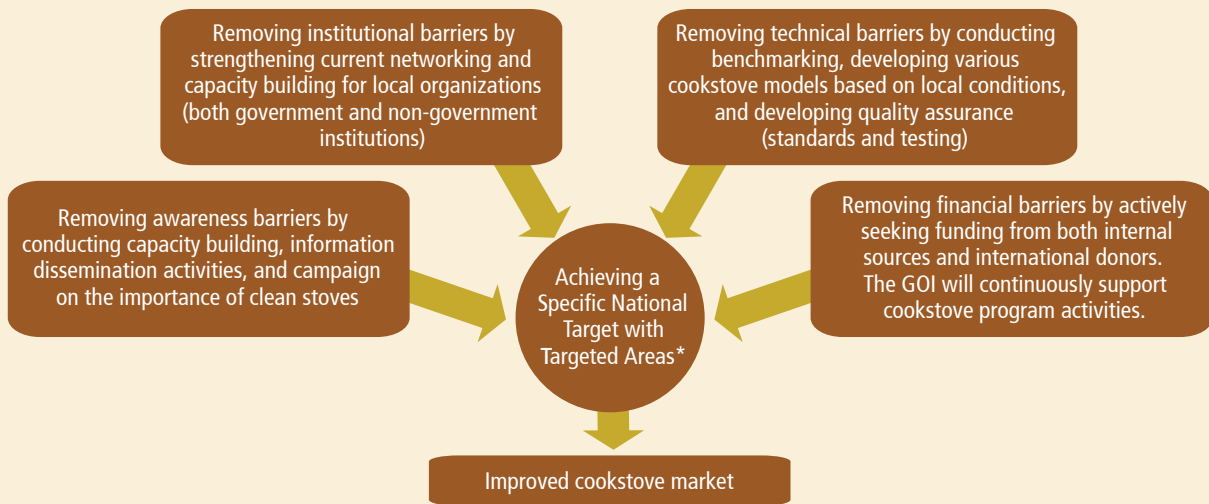 Removing institutional barriers by
strengthening current networking and
capacity building for local organizations
(both government and non-government
institutions)
Removing technical barriers by conducting
benchmarking, developing various
cookstove models based on local conditions,
and developing quality assurance
(standards and testing)
Removing awareness barriers by
conducting capacity building, information
dissemination activities, and campaign
on the importance of clean stoves
Removing financial barriers by actively
seeking funding from both internal
sources and international donors.
The GOI will continuously support
cookstove program activities.
Achieving a
Specific National
Target with
Targeted Areas*
Improved cookstove market